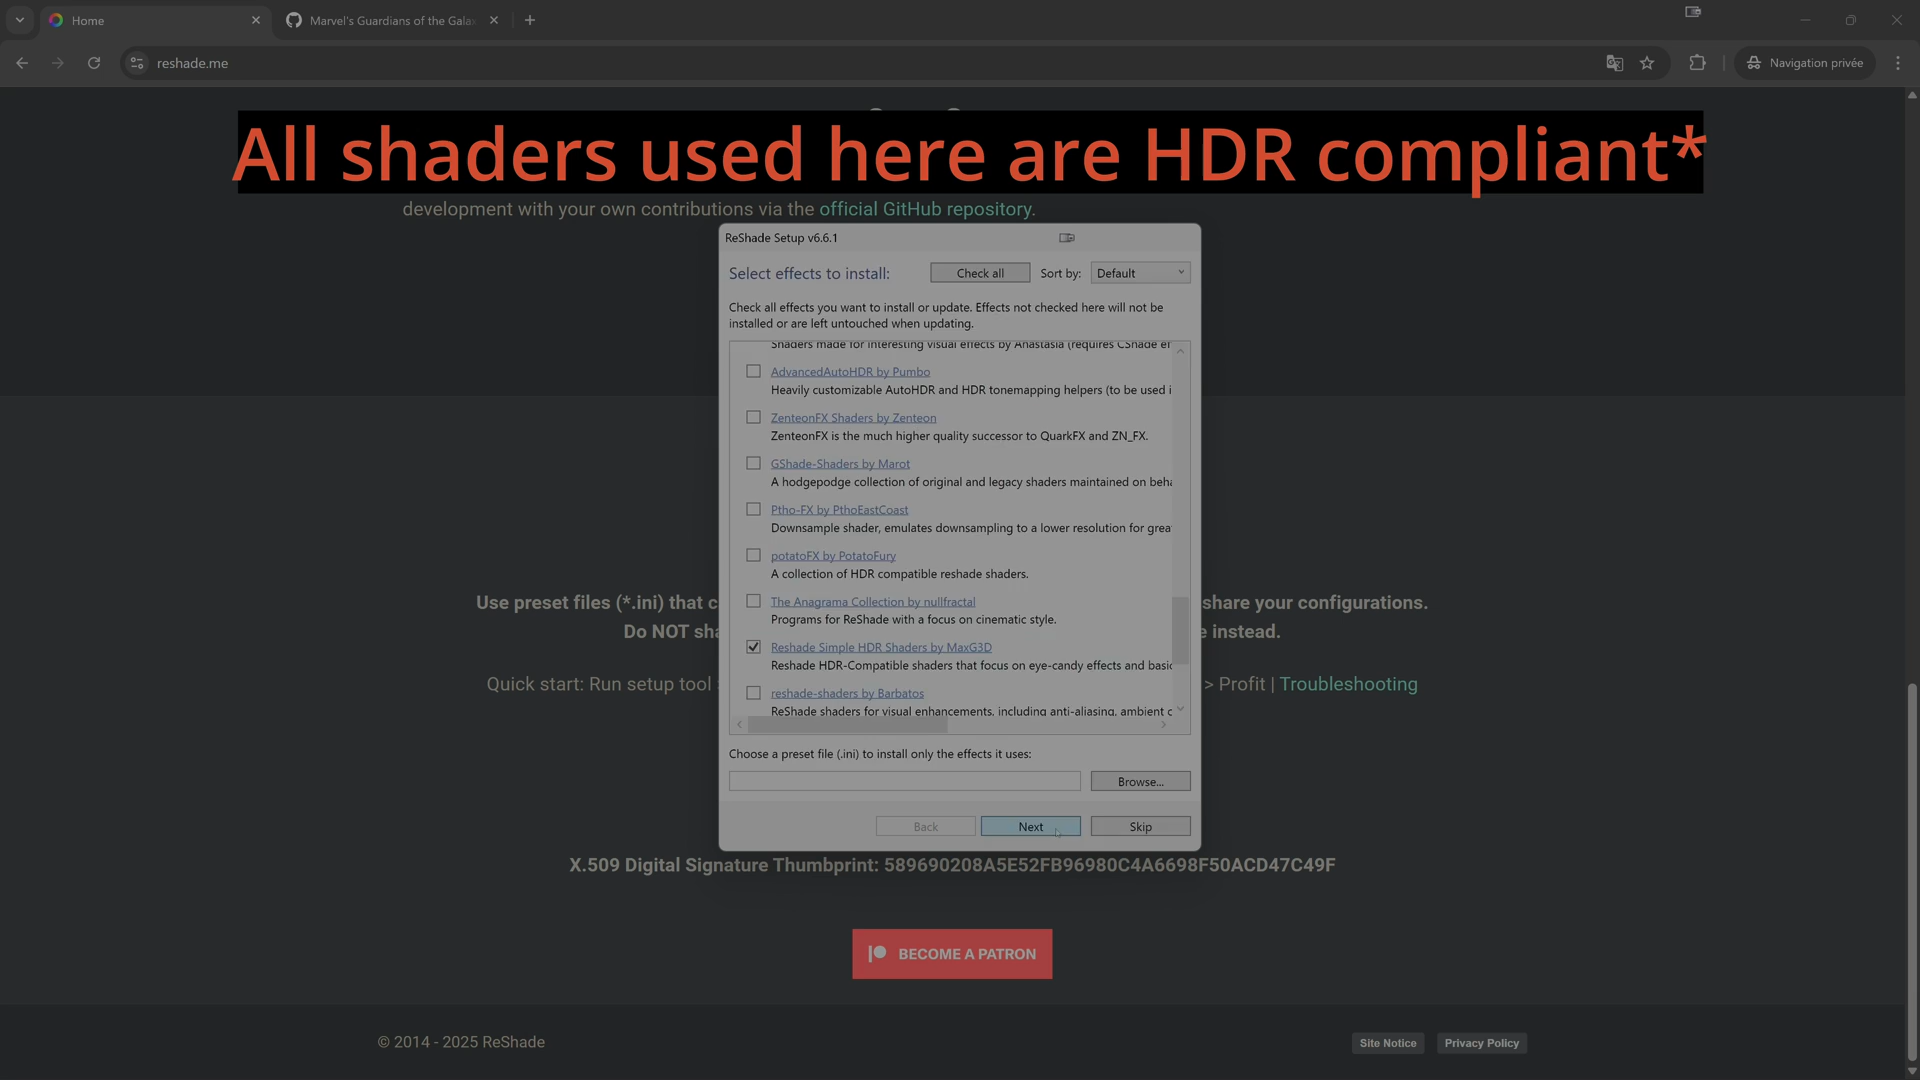 Home
Marvel's Guardians of the Gala
reshade.me
Navigation privée
All shaders used here are HDR compliant*
development with your own contributions via the official GitHub repository.
ReShade Setup v6.6.1
Select effects to install:
Check all
Sort by:
Default
Check all effects you want to install or update. Effects not checked here will not be
installed or are left untouched when updating.
Shaders made for interesting visual effects by Anastasia (requires CShade ef
AdvancedAutoHDR by Pumbo
Heavily customizable AutoHDR and HDR tonemapping helpers (to be used i
ZenteonFX Shaders by Zenteon
ZenteonFX is the much higher quality successor to QuarkFX and ZN_FX.
GShade-Shaders by Marot
A hodgepodge collection of original and legacy shaders maintained on beha
Ptho-FX by PthoEastCoast
Downsample shader, emulates downsampling to a lower resolution for grea
potatoFX by PotatoFury
A collection of HDR compatible reshade shaders.
The Anagrama Collection by nullfractal
Programs for ReShade with a focus on cinematic style.
Reshade Simple HDR Shaders by MaxG3D
Reshade HDR-Compatible shaders that focus on eye-candy effects and basic
reshade-shaders by Barbatos
ReShade shaders for visual enhancements, including anti-aliasing, ambient o
Choose a preset file (.ini) to install only the effects it uses:
Browse...
Back
Next
Skip
Use preset files (*.ini) that c
share your configurations.
Do NOT sha
e instead.
Quick start: Run setup tool
> Profit | Troubleshooting
X.509 Digital Signature Thumbprint: 589690208A5E52FB96980C4A6698F50ACD47C49F
BECOME A PATRON
© 2014 - 2025 ReShade
Site Notice
Privacy Policy